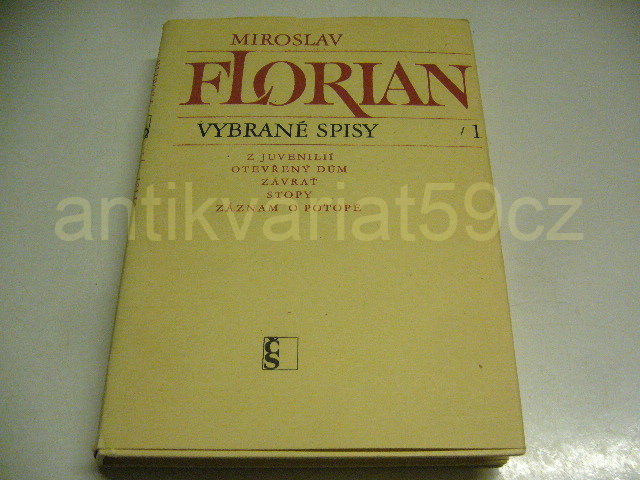 MIROSLAV
FLORIAN
VYBRANÉ SPISY /1
Z JUVENILIÍ
OTEVŘENÝ DŮM
ZÁVRAŤ
STOPY
ZÁZNAM O POTOPĚ
antikvariat59cz
ČS